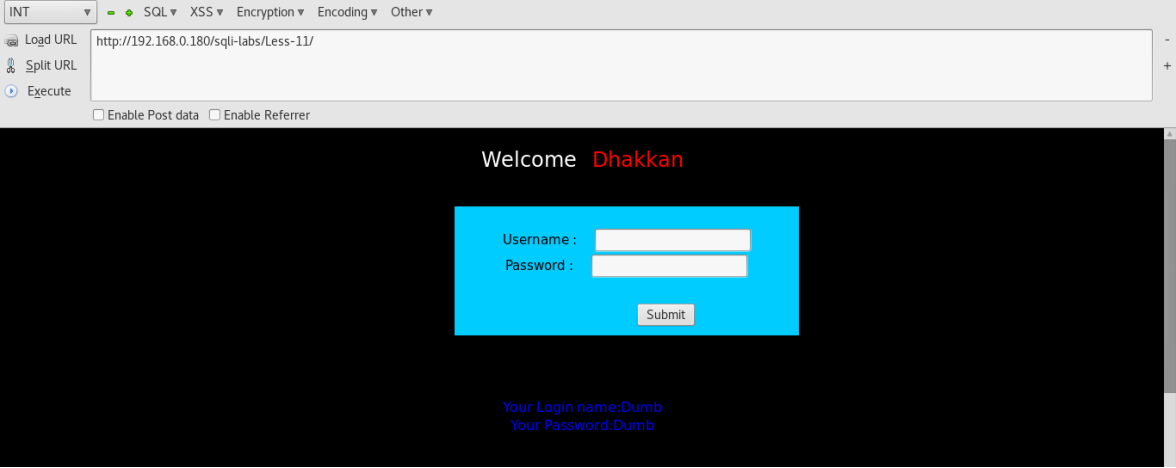 INT SQL XSS Encryption Encoding Other
Load URL http://192.168.0.180/sqli-labs/Less-11/ -
Split URL +
Execute
Enable Post data Enable Referrer
Welcome Dhakkan
Username :
Password :
Submit
Your Login name:Dumb
Your Password:Dumb